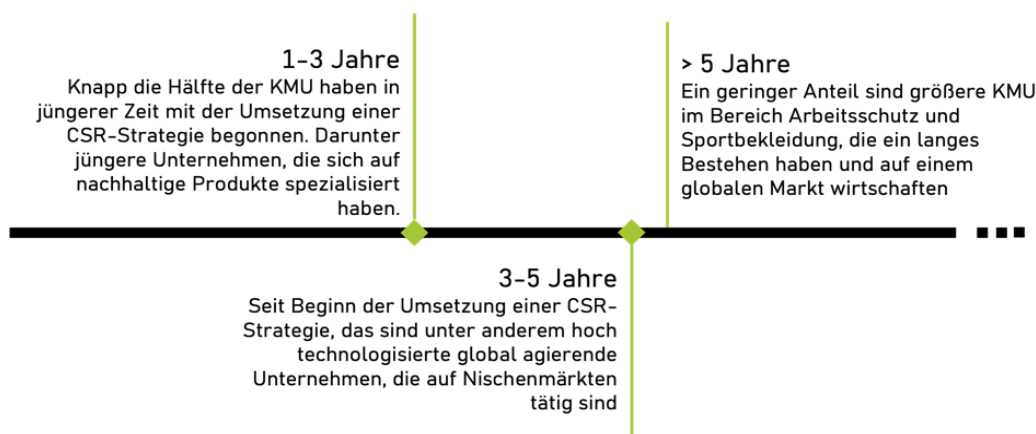 1-3 Jahre
Knapp die Hälfte der KMU haben in
jüngerer Zeit mit der Umsetzung einer
CSR-Strategie begonnen. Darunter
jüngere Unternehmen, die sich auf
nachhaltige Produkte spezialisiert
haben.
> 5 Jahre
Ein geringer Anteil sind größere KMU
im Bereich Arbeitsschutz und
Sportbekleidung, die ein langes
Bestehen haben und auf einem
globalen Markt wirtschaften
3-5 Jahre
Seit Beginn der Umsetzung einer CSR-
Strategie, das sind unter anderem hoch
technologisierte global agierende
Unternehmen, die auf Nischenmärkten
tätig sind